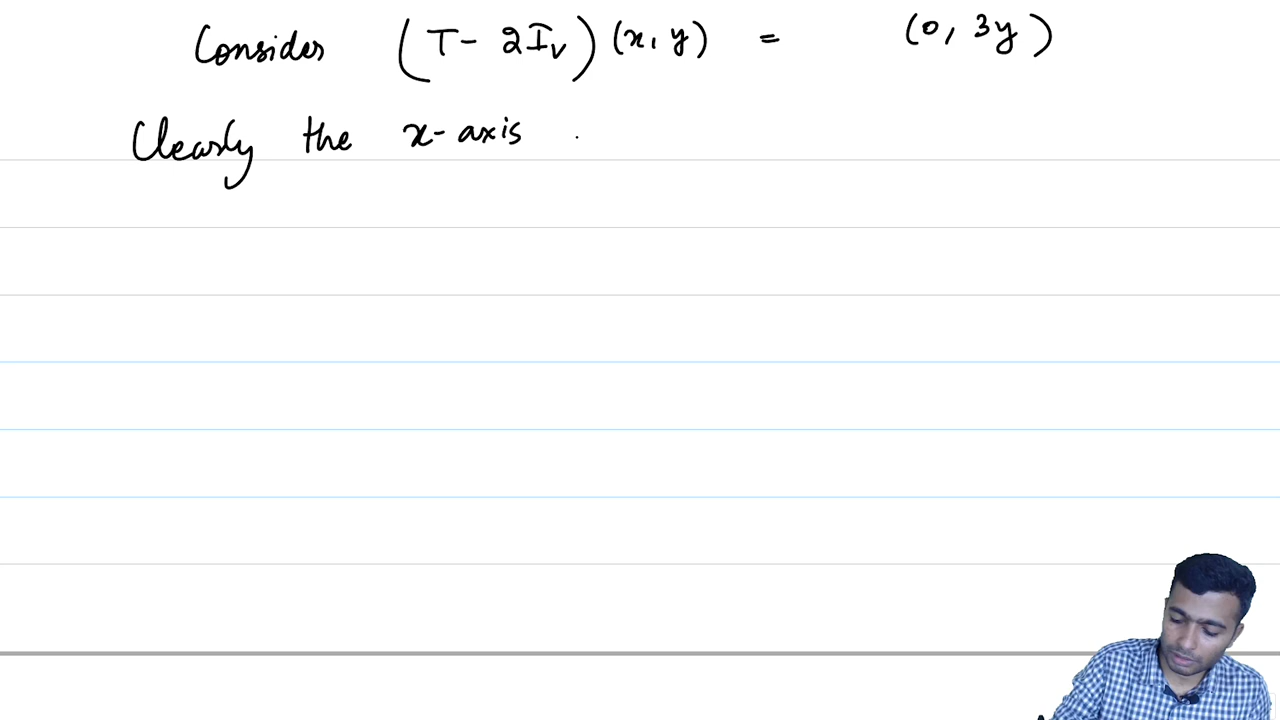 Consider (T - 2I_V)(x, y) = (0, 3y)
Clearly the x-axis